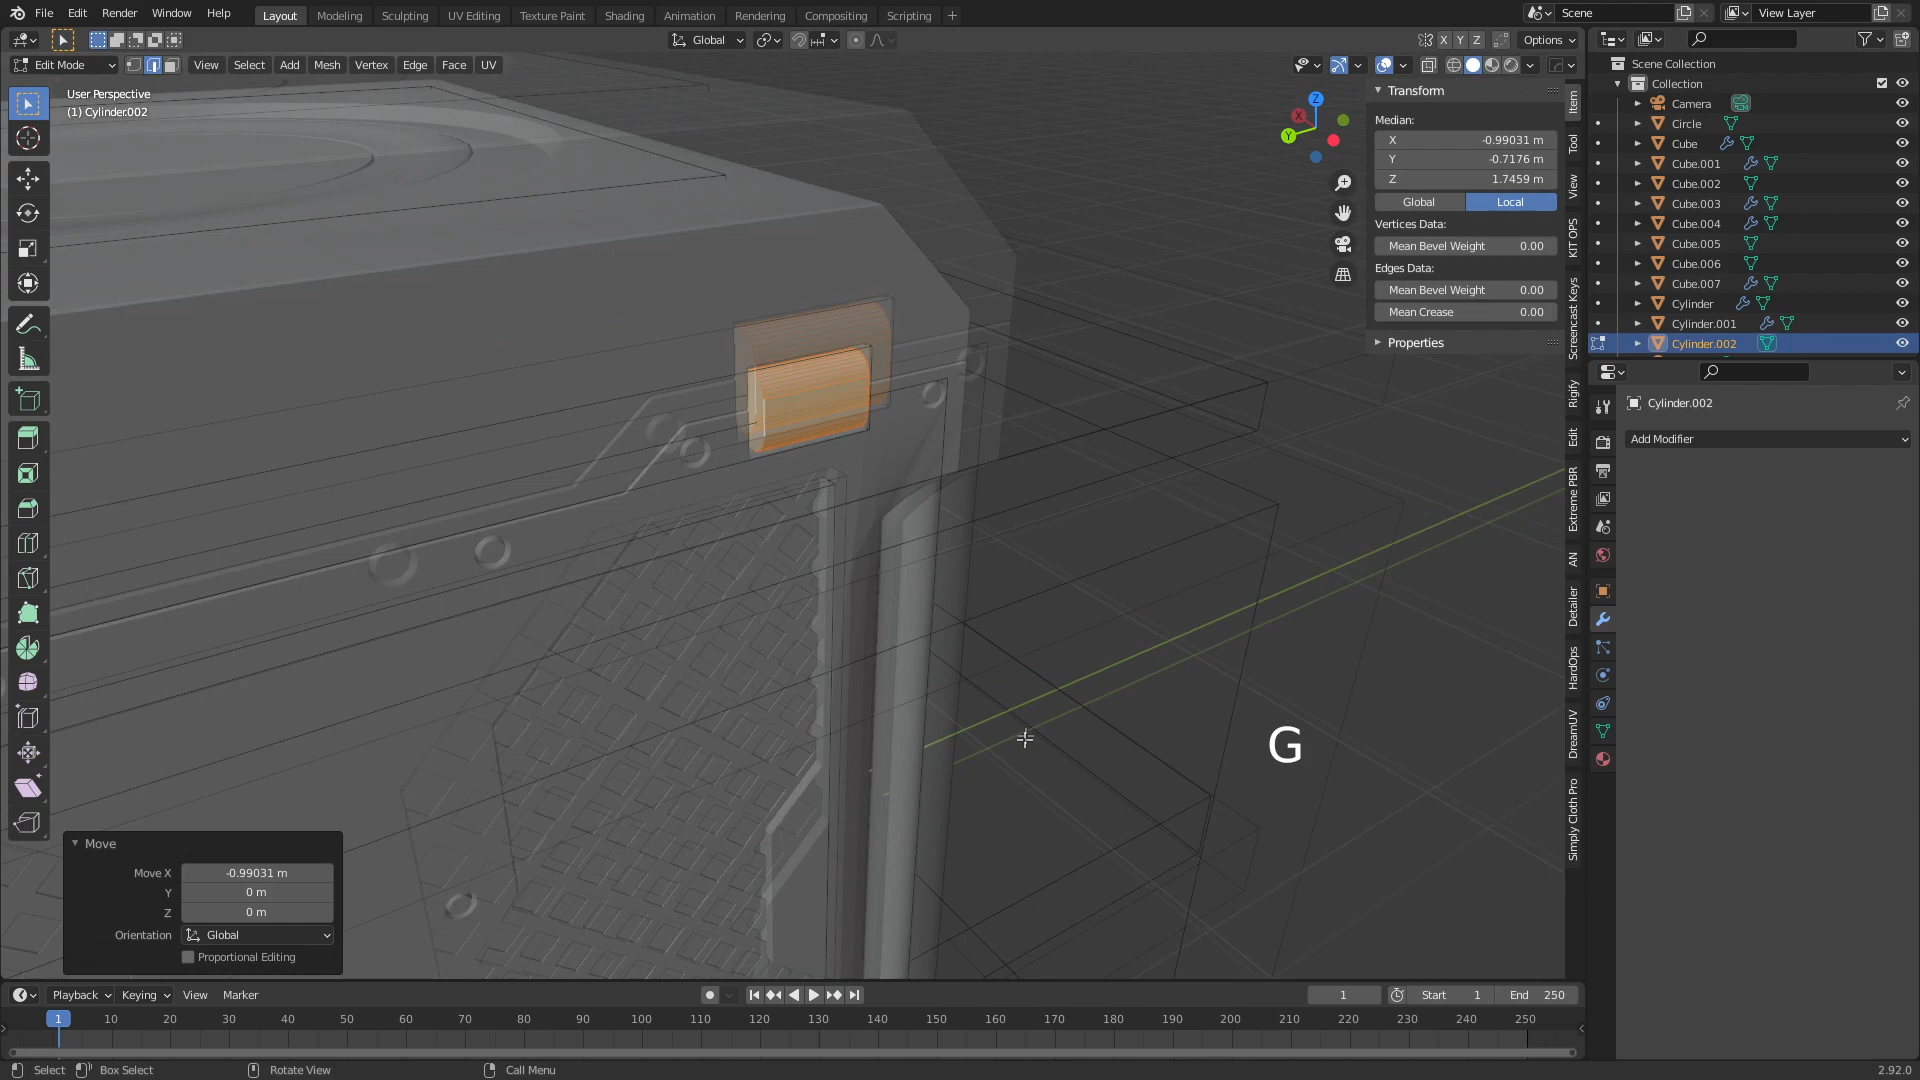 File Edit Render Window Help
Layout Modeling Sculpting UV Editing Texture Paint Shading Animation Rendering Compositing Scripting +
Scene
View Layer
Global
X Y Z
Options
Edit Mode
View Select Add Mesh Vertex Edge Face UV
User Perspective
(1) Cylinder.002
Z
X
Y
Transform
Median:
X -0.99031 m
Y -0.7176 m
Z 1.7459 m
Global Local
Vertices Data:
Mean Bevel Weight 0.00
Edges Data:
Mean Bevel Weight 0.00
Mean Crease 0.00
Properties
Item
Tool
View
KIT OPS
Screencast Keys
Rigify
Edit
Extreme PBR
AN
Detailer
HardOps
DreamUV
Simply Cloth Pro
Scene Collection
Collection
Camera
Circle
Cube
Cube.001
Cube.002
Cube.003
Cube.004
Cube.005
Cube.006
Cube.007
Cylinder
Cylinder.001
Cylinder.002
Cylinder.002
Add Modifier
G
Move
Move X -0.99031 m
Y 0 m
Z 0 m
Orientation Global
Proportional Editing
Playback Keying View Marker
1
Start 1
End 250
1 10 20 30 40 50 60 70 80 90 100 110 120 130 140 150 160 170 180 190 200 210 220 230 240 250
Select Box Select Rotate View Call Menu
2.92.0